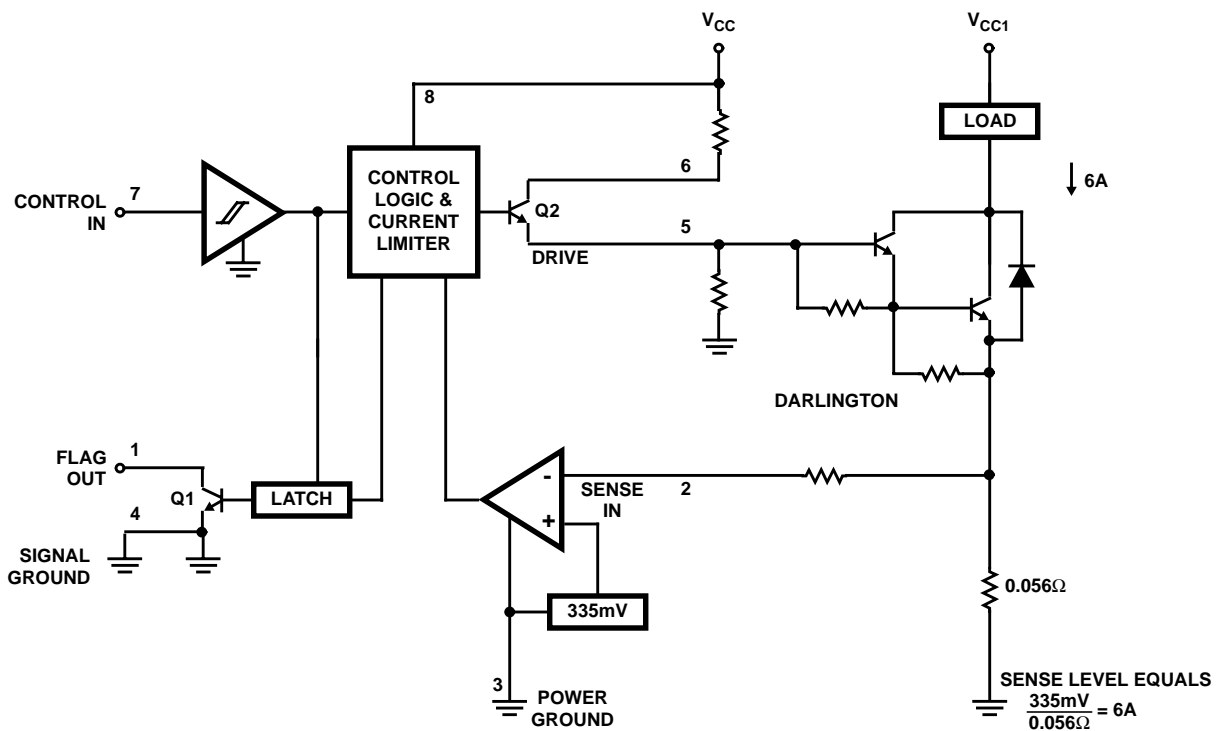 VCC
VCC1
8
LOAD
6A
CONTROL
IN
7
CONTROL
LOGIC &
CURRENT
LIMITER
6
Q2
5
DRIVE
DARLINGTON
FLAG
OUT
1
Q1
LATCH
4
SIGNAL
GROUND
-
+
SENSE
IN
2
335mV
3
POWER
GROUND
0.056Ω
SENSE LEVEL EQUALS
335mV
0.056Ω
= 6A